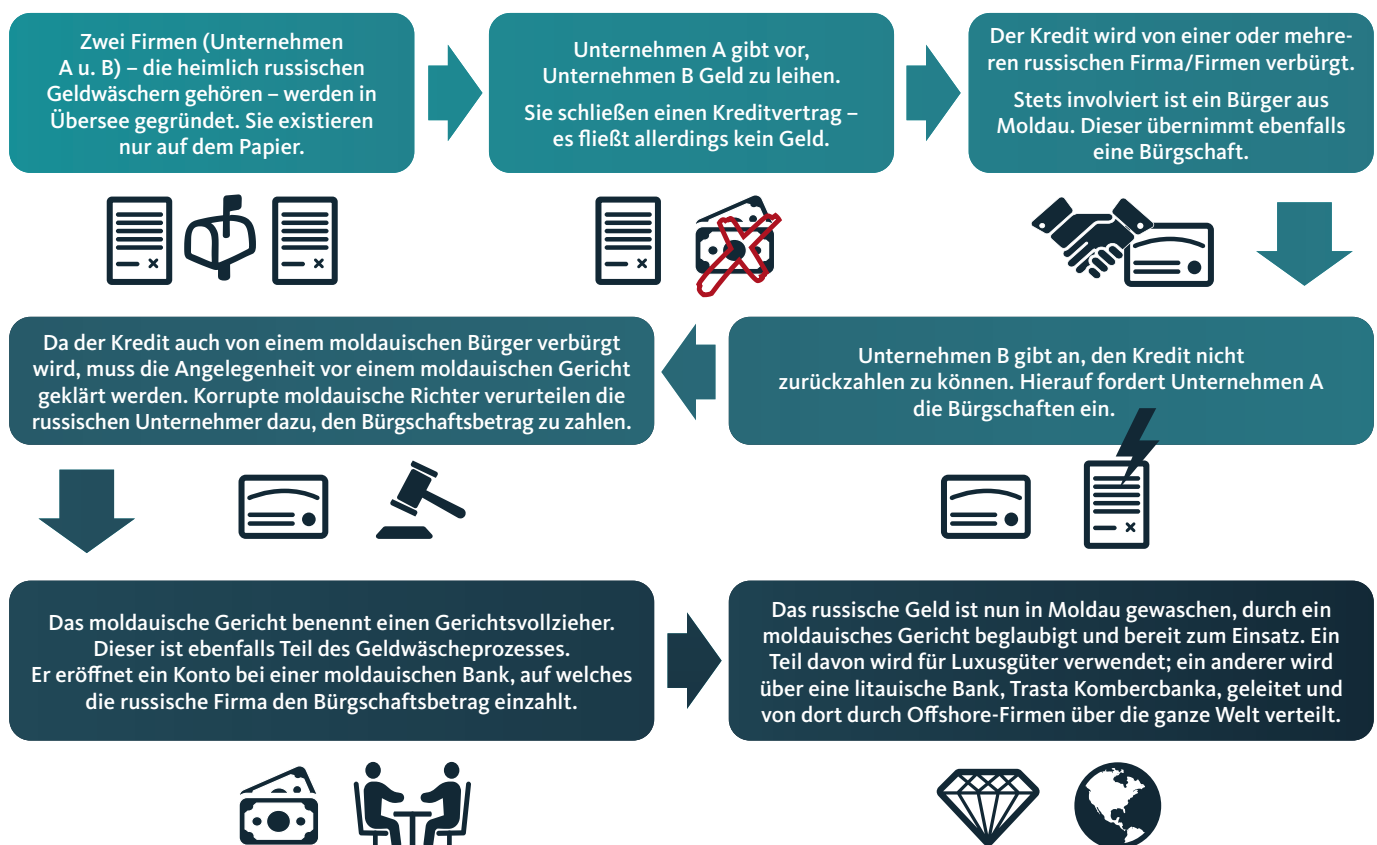 Zwei Firmen (Unternehmen
A u. B) – die heimlich russischen
Geldwäschern gehören – werden in
Übersee gegründet. Sie existieren
nur auf dem Papier.
Unternehmen A gibt vor,
Unternehmen B Geld zu leihen.
Sie schließen einen Kreditvertrag –
es fließt allerdings kein Geld.
Der Kredit wird von einer oder mehre-
ren russischen Firma/Firmen verbürgt.
Stets involviert ist ein Bürger aus
Moldau. Dieser übernimmt ebenfalls
eine Bürgschaft.
Unternehmen B gibt an, den Kredit nicht
zurückzahlen zu können. Hierauf fordert Unternehmen A
die Bürgschaften ein.
Da der Kredit auch von einem moldauischen Bürger verbürgt
wird, muss die Angelegenheit vor einem moldauischen Gericht
geklärt werden. Korrupte moldauische Richter verurteilen die
russischen Unternehmer dazu, den Bürgschaftsbetrag zu zahlen.
Das moldauische Gericht benennt einen Gerichtsvollzieher.
Dieser ist ebenfalls Teil des Geldwäscheprozesses.
Er eröffnet ein Konto bei einer moldauischen Bank, auf welches
die russische Firma den Bürgschaftsbetrag einzahlt.
Das russische Geld ist nun in Moldau gewaschen, durch ein
moldauisches Gericht beglaubigt und bereit zum Einsatz. Ein
Teil davon wird für Luxusgüter verwendet; ein anderer wird
über eine litauische Bank, Trasta Kombercbanka, geleitet und
von dort durch Offshore-Firmen über die ganze Welt verteilt.